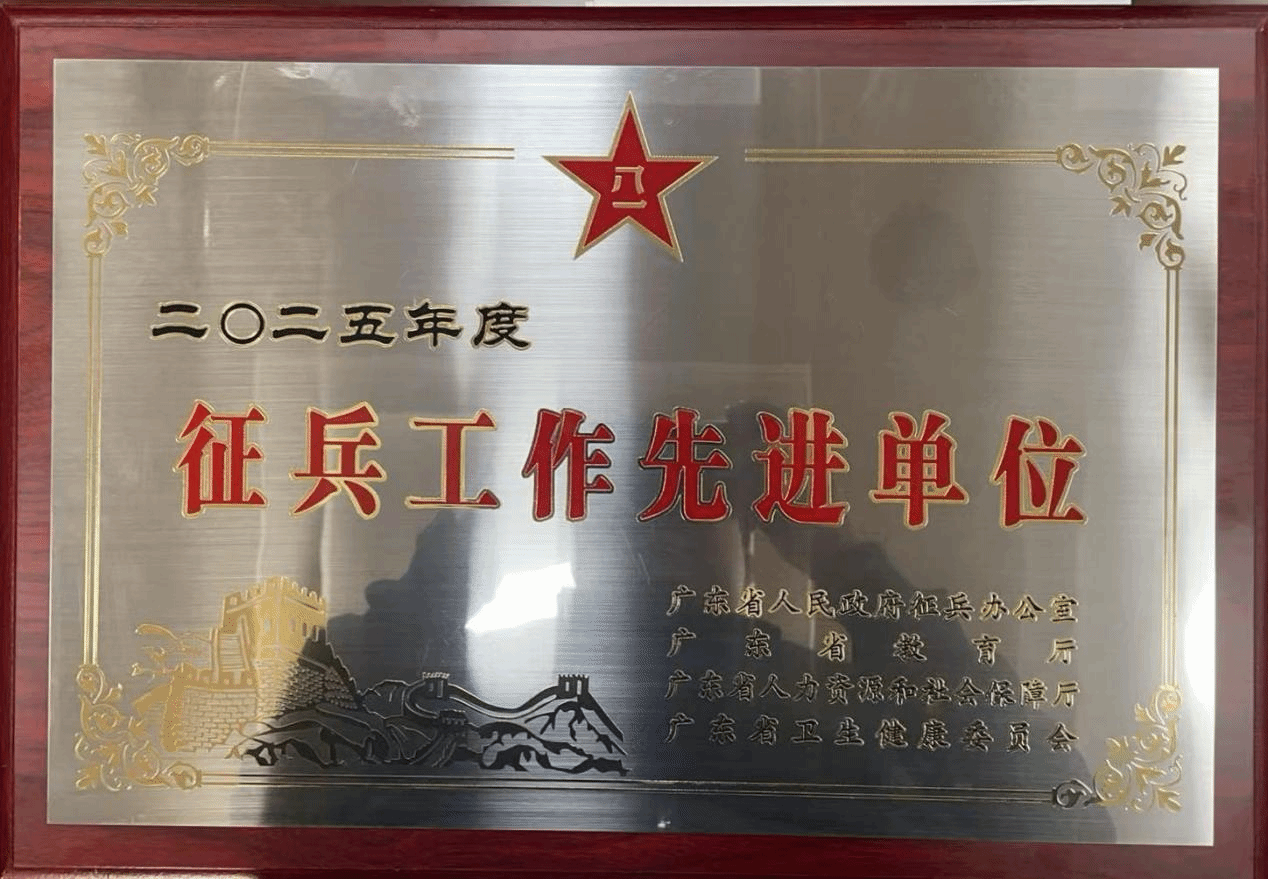 八一
二〇二五年度
征兵工作先进单位
广东省人民政府征兵办公室
广东省教育厅
广东省人力资源和社会保障厅
广东省卫生健康委员会